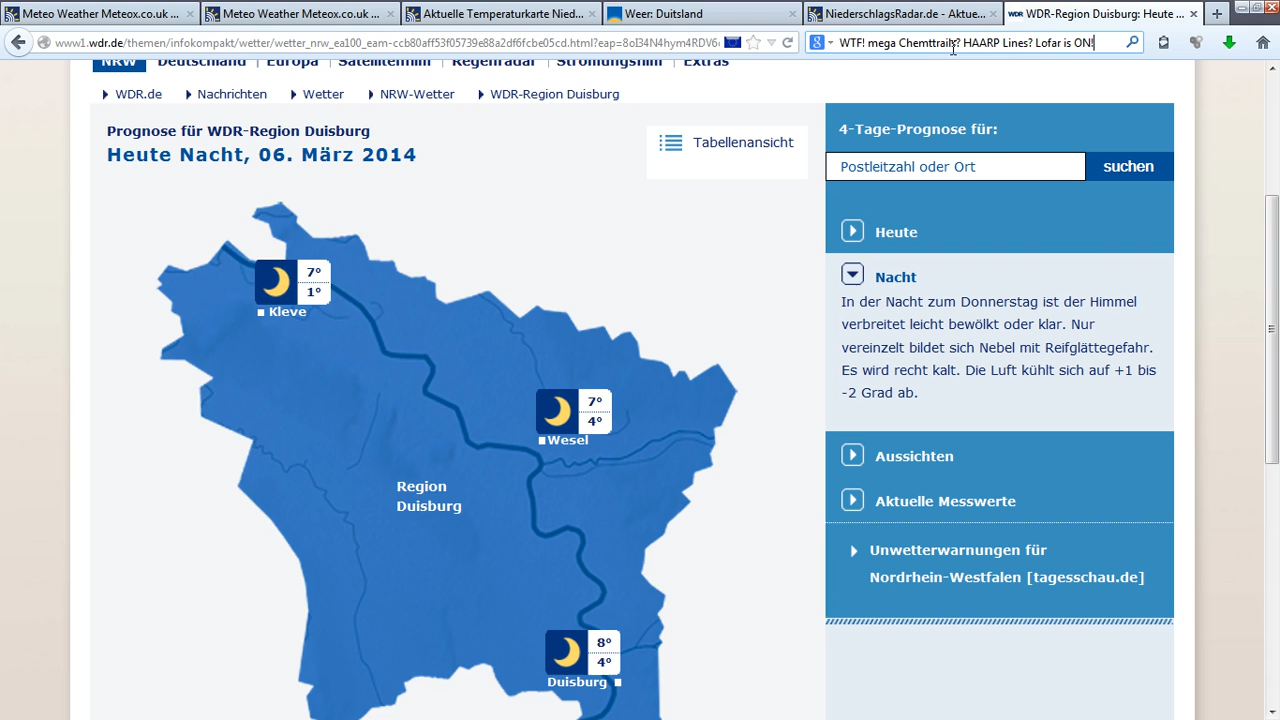 Meteo Weather Meteox.co.uk ...
Meteo Weather Meteox.co.uk ...
Aktuelle Temperaturkarte Nied...
Weer: Duitsland
NiederschlagsRadar.de - Aktue...
WDR WDR-Region Duisburg: Heute ...
www1.wdr.de/themen/infokompakt/wetter/wetter_nrw_ea100_eam-ccb80aff53f05739e88a2df6fcbe05cd.html?eap=8oI34N4hym4RDV6
WTF! mega Chemttrails? HAARP Lines? Lofar is ON!
NRW Deutschland Europa Satellitenfilm Regenradar Strömungsfilm Extras
WDR.de Nachrichten Wetter NRW-Wetter WDR-Region Duisburg
Prognose für WDR-Region Duisburg
Heute Nacht, 06. März 2014
Tabellenansicht
7°
1°
Kleve
7°
4°
Wesel
Region
Duisburg
8°
4°
Duisburg
4-Tage-Prognose für:
Postleitzahl oder Ort suchen
Heute
Nacht
In der Nacht zum Donnerstag ist der Himmel
verbreitet leicht bewölkt oder klar. Nur
vereinzelt bildet sich Nebel mit Reifglättegefahr.
Es wird recht kalt. Die Luft kühlt sich auf +1 bis
-2 Grad ab.
Aussichten
Aktuelle Messwerte
Unwetterwarnungen für
Nordrhein-Westfalen [tagesschau.de]